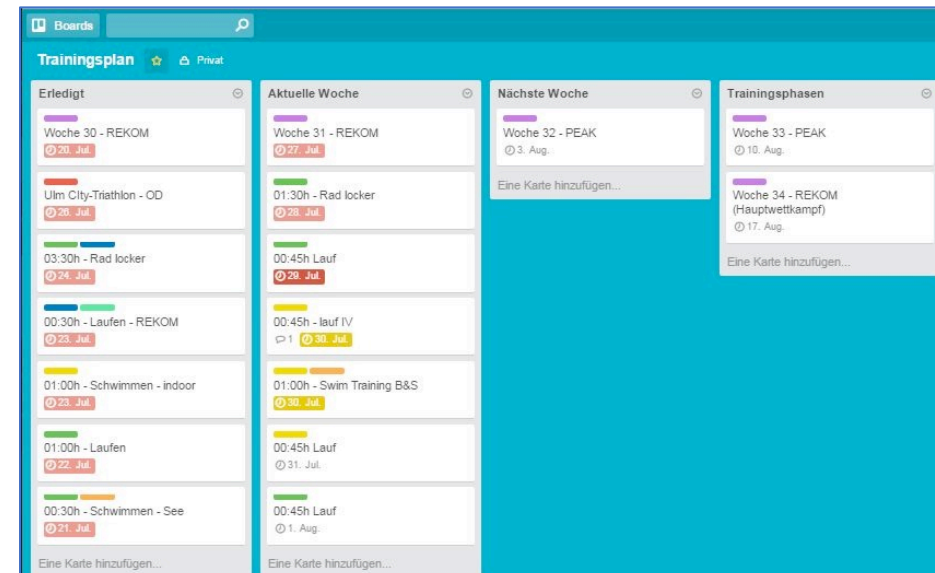 Boards
Trainingsplan Privat
Erledigt
Woche 30 - REKOM
20. Jul.
Ulm CIty-Triathlon - OD
26. Jul.
03:30h - Rad locker
24. Jul.
00:30h - Laufen - REKOM
23. Jul.
01:00h - Schwimmen - indoor
23. Jul.
01:00h - Laufen
22. Jul.
00:30h - Schwimmen - See
21. Jul.
Eine Karte hinzufügen...
Aktuelle Woche
Woche 31 - REKOM
27. Jul.
01:30h - Rad locker
28. Jul.
00:45h Lauf
29. Jul.
00:45h - lauf IV
1 30. Jul.
01:00h - Swim Training B&S
30. Jul.
00:45h Lauf
31. Jul.
00:45h Lauf
1. Aug.
Eine Karte hinzufügen...
Nächste Woche
Woche 32 - PEAK
3. Aug.
Eine Karte hinzufügen...
Trainingsphasen
Woche 33 - PEAK
10. Aug.
Woche 34 - REKOM
(Hauptwettkampf)
17. Aug.
Eine Karte hinzufügen...